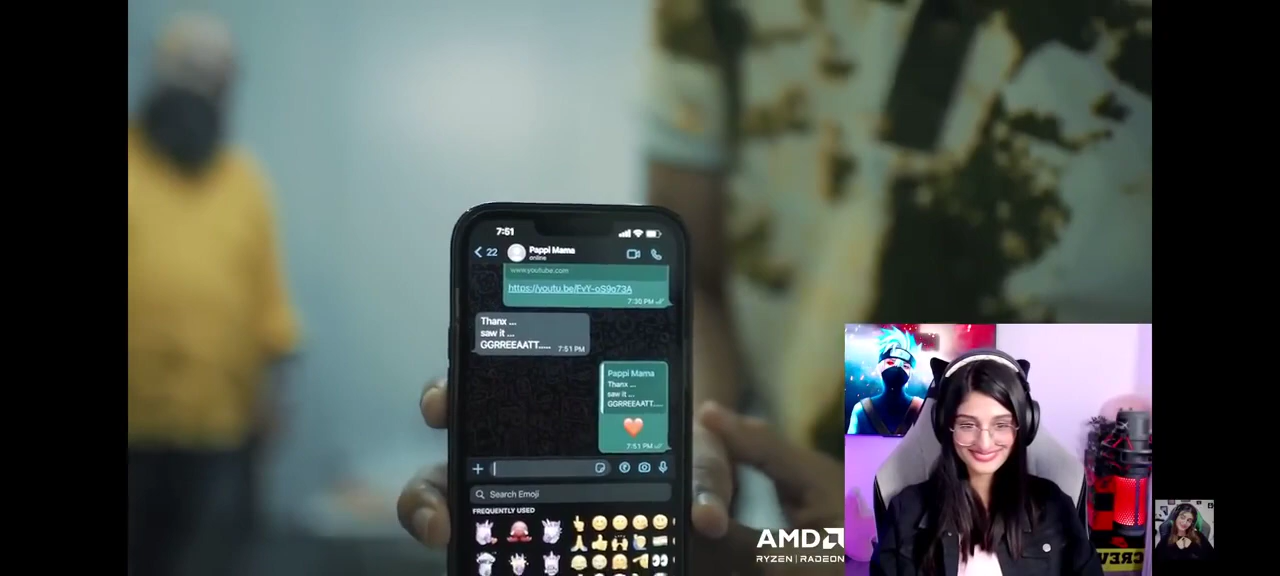 7:51
22
Pappi Mama
online
www.youtube.com
https://youtu.be/FvY-oS9o73A
7:30 PM
Thanx ...
saw it ...
GGRREEAATT.....
7:51 PM
Pappi Mama
Thanx ...
saw it ...
GGRREEAATT.....
7:51 PM
Search Emoji
FREQUENTLY USED
AMD
RYZEN | RADEON
CREW